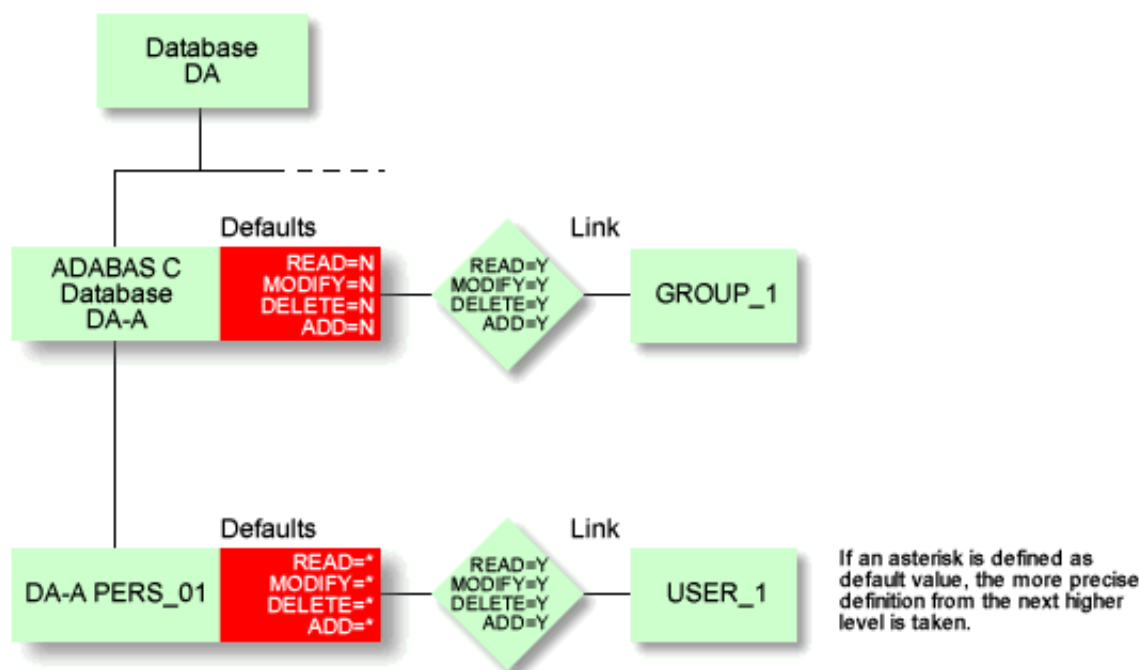 Database
DA
Defaults
Link
ADABAS C
Database
DA-A
READ=N
MODIFY=N
DELETE=N
ADD=N
READ=Y
MODIFY=Y
DELETE=Y
ADD=Y
GROUP_1
Defaults
Link
DA-A PERS_01
READ=*
MODIFY=*
DELETE=*
ADD=*
READ=Y
MODIFY=Y
DELETE=Y
ADD=Y
USER_1
If an asterisk is defined as
default value, the more precise
definition from the next higher
level is taken.